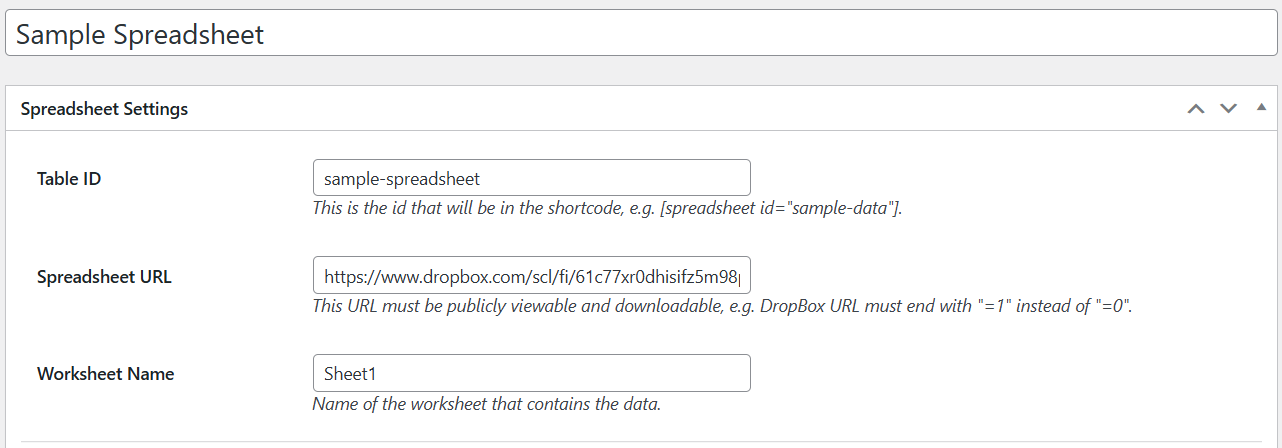 Sample Spreadsheet
Spreadsheet Settings
Table ID
sample-spreadsheet
This is the id that will be in the shortcode, e.g. [spreadsheet id="sample-data"].
Spreadsheet URL
https://www.dropbox.com/scl/fi/61c77xr0dhisifz5m98
This URL must be publicly viewable and downloadable, e.g. DropBox URL must end with "=1" instead of "=0".
Worksheet Name
Sheet1
Name of the worksheet that contains the data.